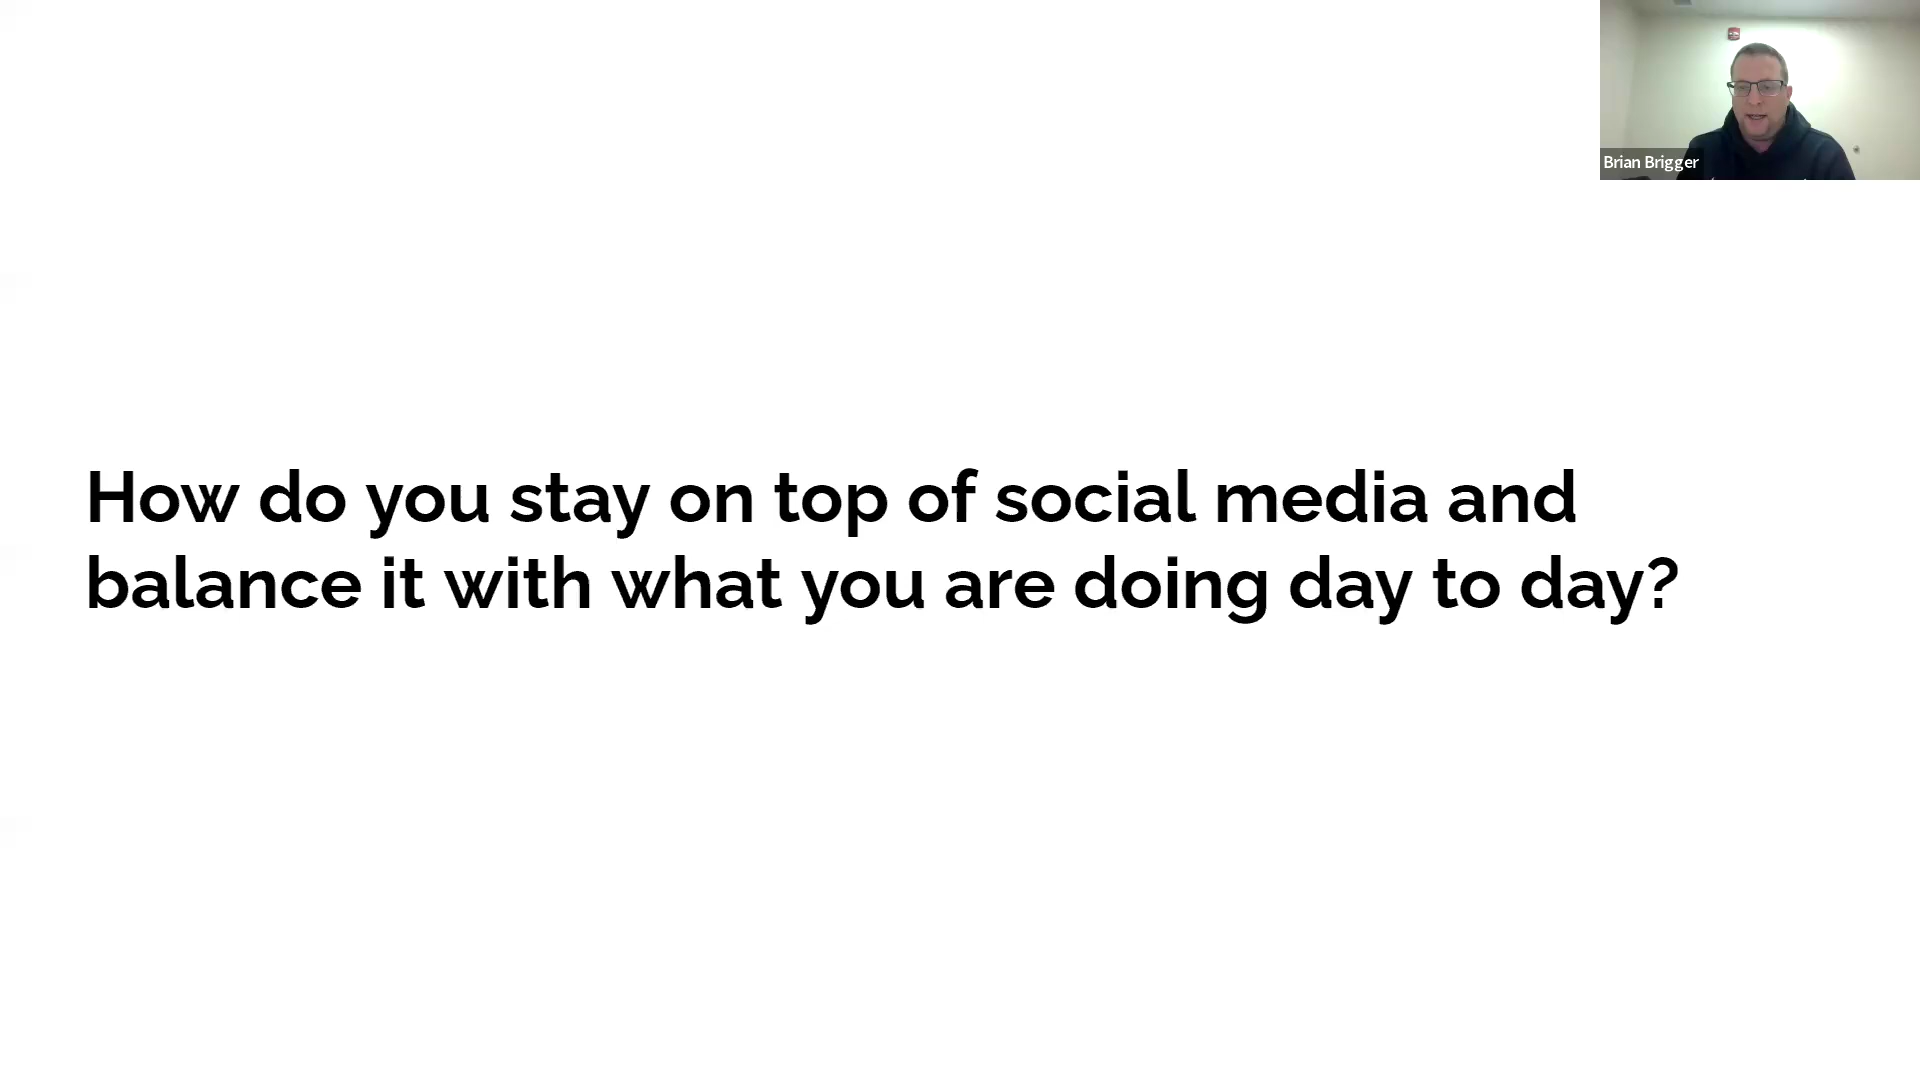 Brian Brigger
How do you stay on top of social media and
balance it with what you are doing day to day?